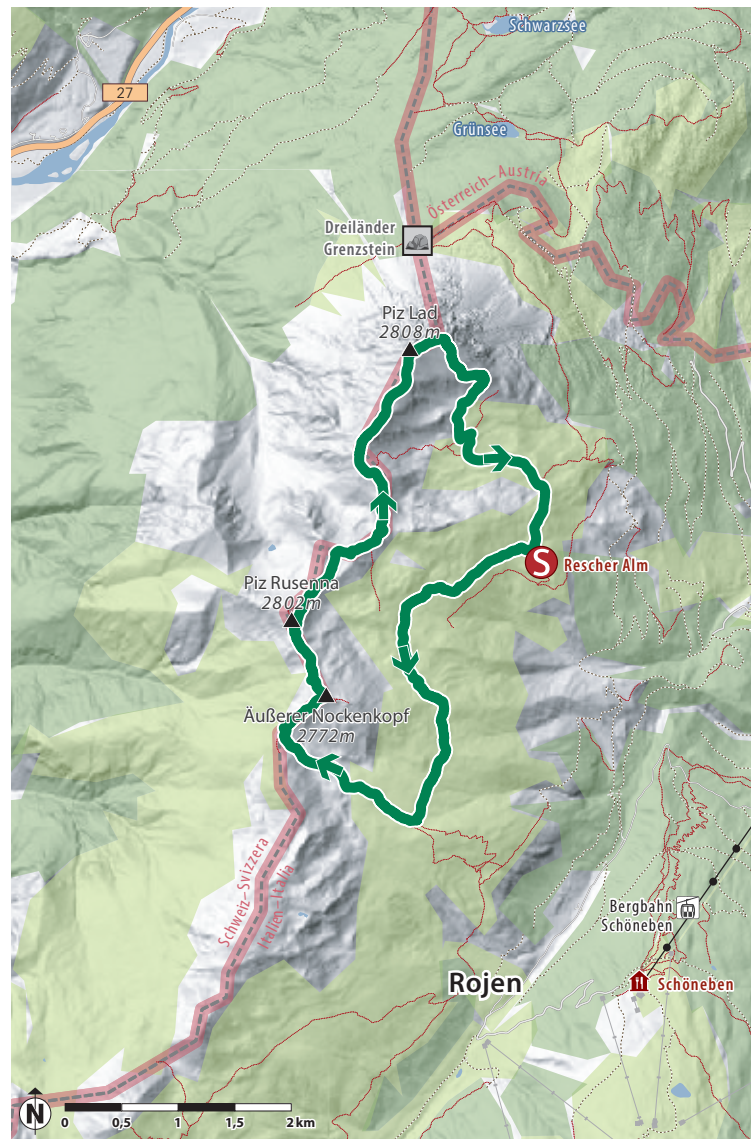 Schwarzsee
27
Grünsee
Österreich–Austria
Dreiländer
Grenzstein
Piz Lad
2808m
S
Rescher Alm
Piz Rusenna
2802m
Äußerer Nockenkopf
2772m
Schweiz–Svizzera
Italien–Italia
Bergbahn
Schöneben
Rojen
Schöneben
N
0 0,5 1 1,5 2 km